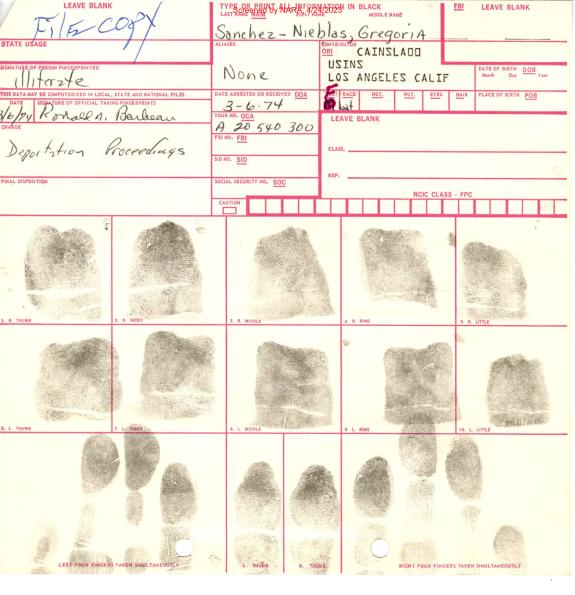 LEAVE BLANK
TYPE OR PRINT ALL INFORMATION IN BLACK
Screened by NARA, 4/24/2023
LAST NAME NAM FIRST NAME MIDDLE NAME
FBI
LEAVE BLANK
FILE COPY
Sanchez-Nieblas, GregoriA
STATE USAGE
ALIASES
None
CONTRIBUTOR
ORI
CAINSLA00
USINS
LOS ANGELES CALIF
DATE OF BIRTH DOB
Month Day Year
SIGNATURE OF PERSON FINGERPRINTED
illiterate
THIS DATA MAY BE COMPUTERIZED IN LOCAL, STATE AND NATIONAL FILES
DATE ARRESTED OR RECEIVED DOA
3-6-74
RACE
HGT.
WGT.
EYES
HAIR
PLACE OF BIRTH POB
DATE
SIGNATURE OF OFFICIAL TAKING FINGERPRINTS
3/6/74
YOUR NO. OCA
A 20 540 300
LEAVE BLANK
CHARGE
Deportation Proceedings
FBI NO. FBI
CLASS.
SID NO. SID
REF.
FINAL DISPOSITION
SOCIAL SECURITY NO. SOC
NCIC CLASS - FPC
CAUTION
1. R. THUMB
2. R. INDEX
3. R. MIDDLE
4. R. RING
5. R. LITTLE
6. L. THUMB
7. L. INDEX
8. L. MIDDLE
9. L. RING
10. L. LITTLE
LEFT FOUR FINGERS TAKEN SIMULTANEOUSLY
L. THUMB
R. THUMB
RIGHT FOUR FINGERS TAKEN SIMULTANEOUSLY